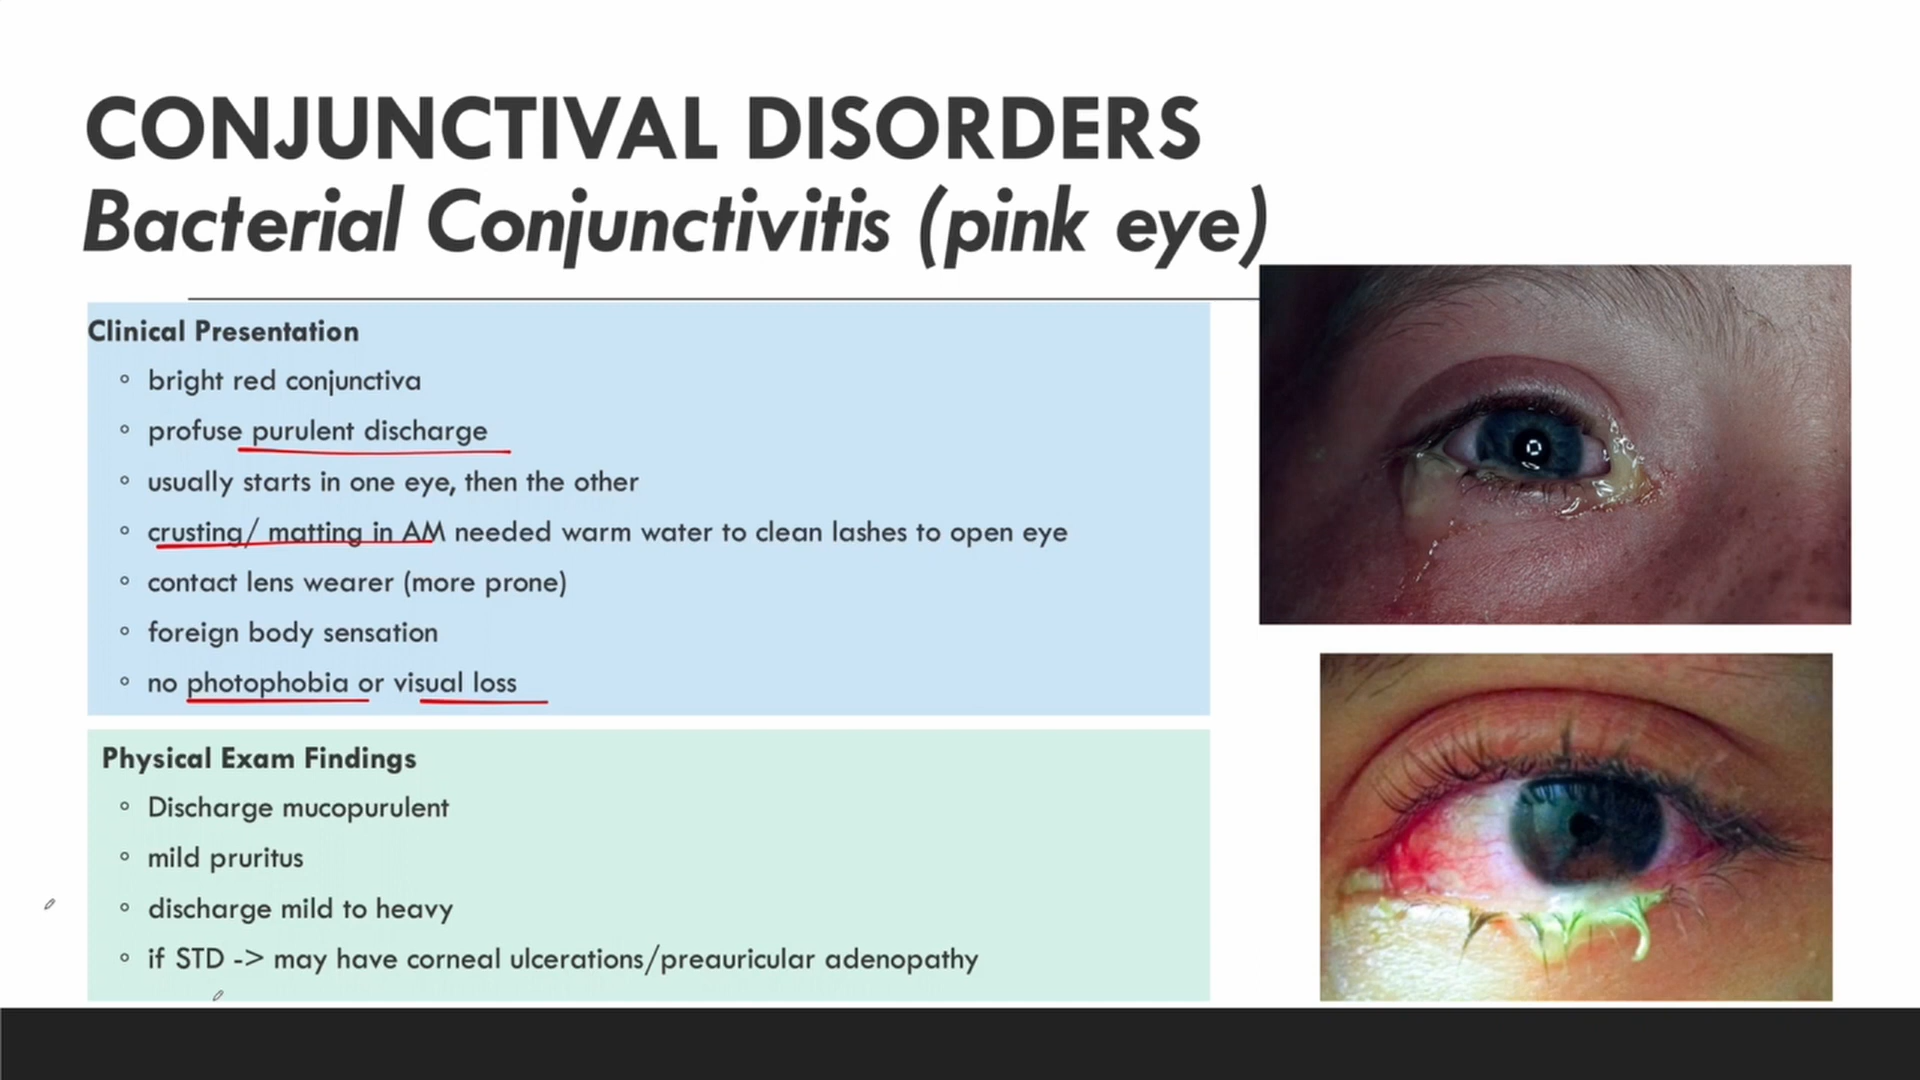 CONJUNCTIVAL DISORDERS
Bacterial Conjunctivitis (pink eye)
Clinical Presentation
◦ bright red conjunctiva
◦ profuse purulent discharge
◦ usually starts in one eye, then the other
◦ crusting/ matting in AM needed warm water to clean lashes to open eye
◦ contact lens wearer (more prone)
◦ foreign body sensation
◦ no photophobia or visual loss
Physical Exam Findings
◦ Discharge mucopurulent
◦ mild pruritus
◦ discharge mild to heavy
◦ if STD -> may have corneal ulcerations/preauricular adenopathy